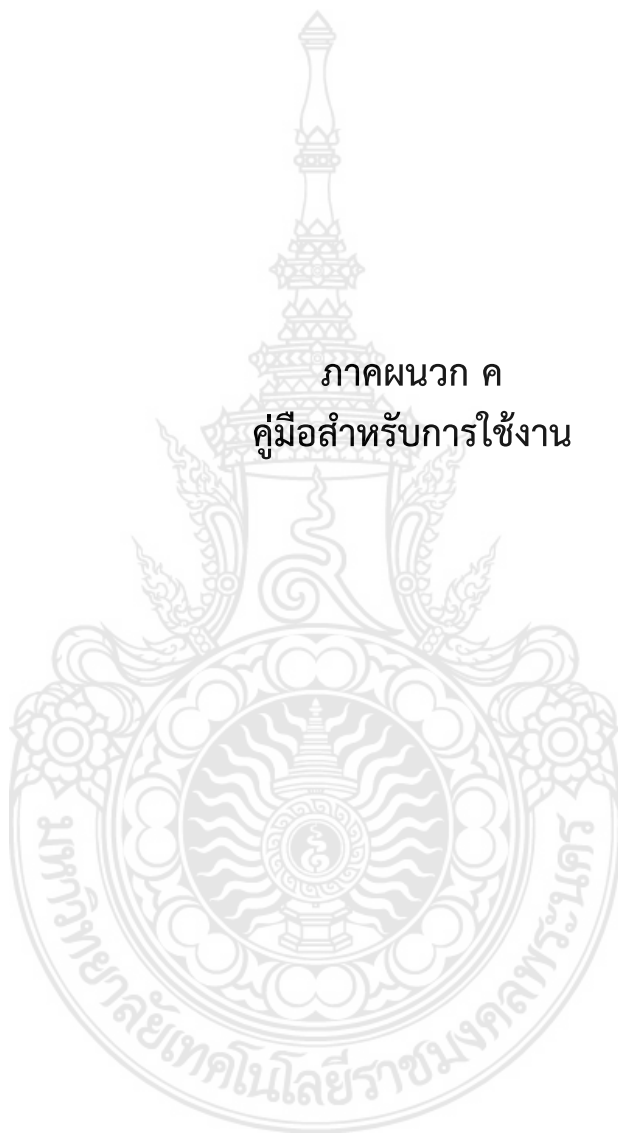 ภาคผนวก ค
คู่มือสำหรับการใช้งาน
มหาวิทยาลัยเทคโนโลยีราชมงคลพระนคร